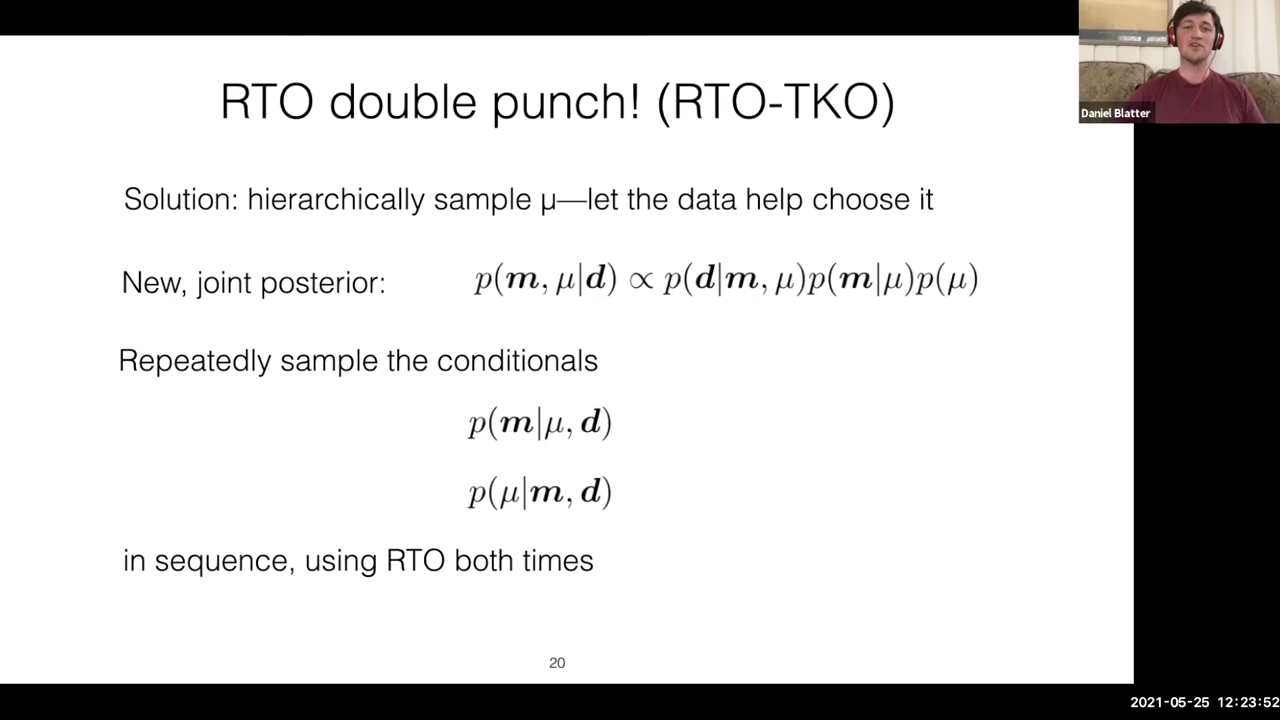 RTO double punch! (RTO-TKO)
Daniel Blatter
Solution: hierarchically sample µ—let the data help choose it
New, joint posterior: p(m, μ|d) ∝ p(d|m, μ)p(m|μ)p(μ)
Repeatedly sample the conditionals
p(m|μ, d)
p(μ|m, d)
in sequence, using RTO both times
20
2021-05-25 12:23:52